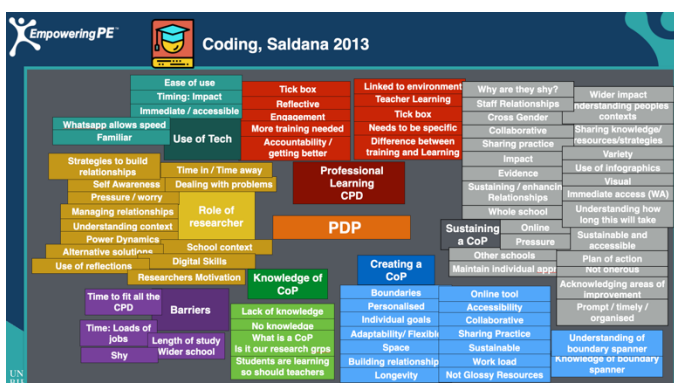 Empowering PE™
Coding, Saldana 2013
Ease of use
Timing: Impact
Immediate / accessible
Whatsapp allows speed
Familiar
Use of Tech
Tick box
Reflective
Engagement
More training needed
Accountability /
getting better
Linked to environment
Teacher Learning
Tick box
Needs to be specific
Difference between
training and Learning
Professional
Learning
CPD
Why are they shy?
Staff Relationships
Cross Gender
Collaborative
Sharing practice
Impact
Evidence
Sustaining / enhancing
Relationships
Whole school
Wider impact
understanding peoples
contexts
Sharing knowledge/
resources/strategies
Variety
Use of infographics
Visual
Immediate access (WA)
Understanding how
long this will take
Sustainable and
accessible
Plan of action
Not onerous
Acknowledging areas of
improvement
Prompt / timely /
organised
Strategies to build
relationships
Self Awareness
Pressure / worry
Managing relationships
Understanding context
Power Dynamics
Alternative solutions
Use of reflections
Time in / Time away
Dealing with problems
Role of
researcher
School context
Digital Skills
Researchers Motivation
PDP
Sustaining
a CoP
Online
Pressure
Other schools
Maintain individual appr
Knowledge of
CoP
Lack of knowledge
No knowledge
What is a CoP
Is it our research grps
Students are learning
so should teachers
Creating a
CoP
Boundaries
Personalised
Individual goals
Adaptability/ Flexible
Space
Building relationship
Longevity
Online tool
Accessibility
Collaborative
Sharing Practice
Sustainable
Work load
Not Glossy Resources
Understanding of
boundary spanner
Knowledge of boundary
spanner
Time to fit all the
CPD
Barriers
Time: Loads of
jobs
Length of study
Wider school
Shy
UN